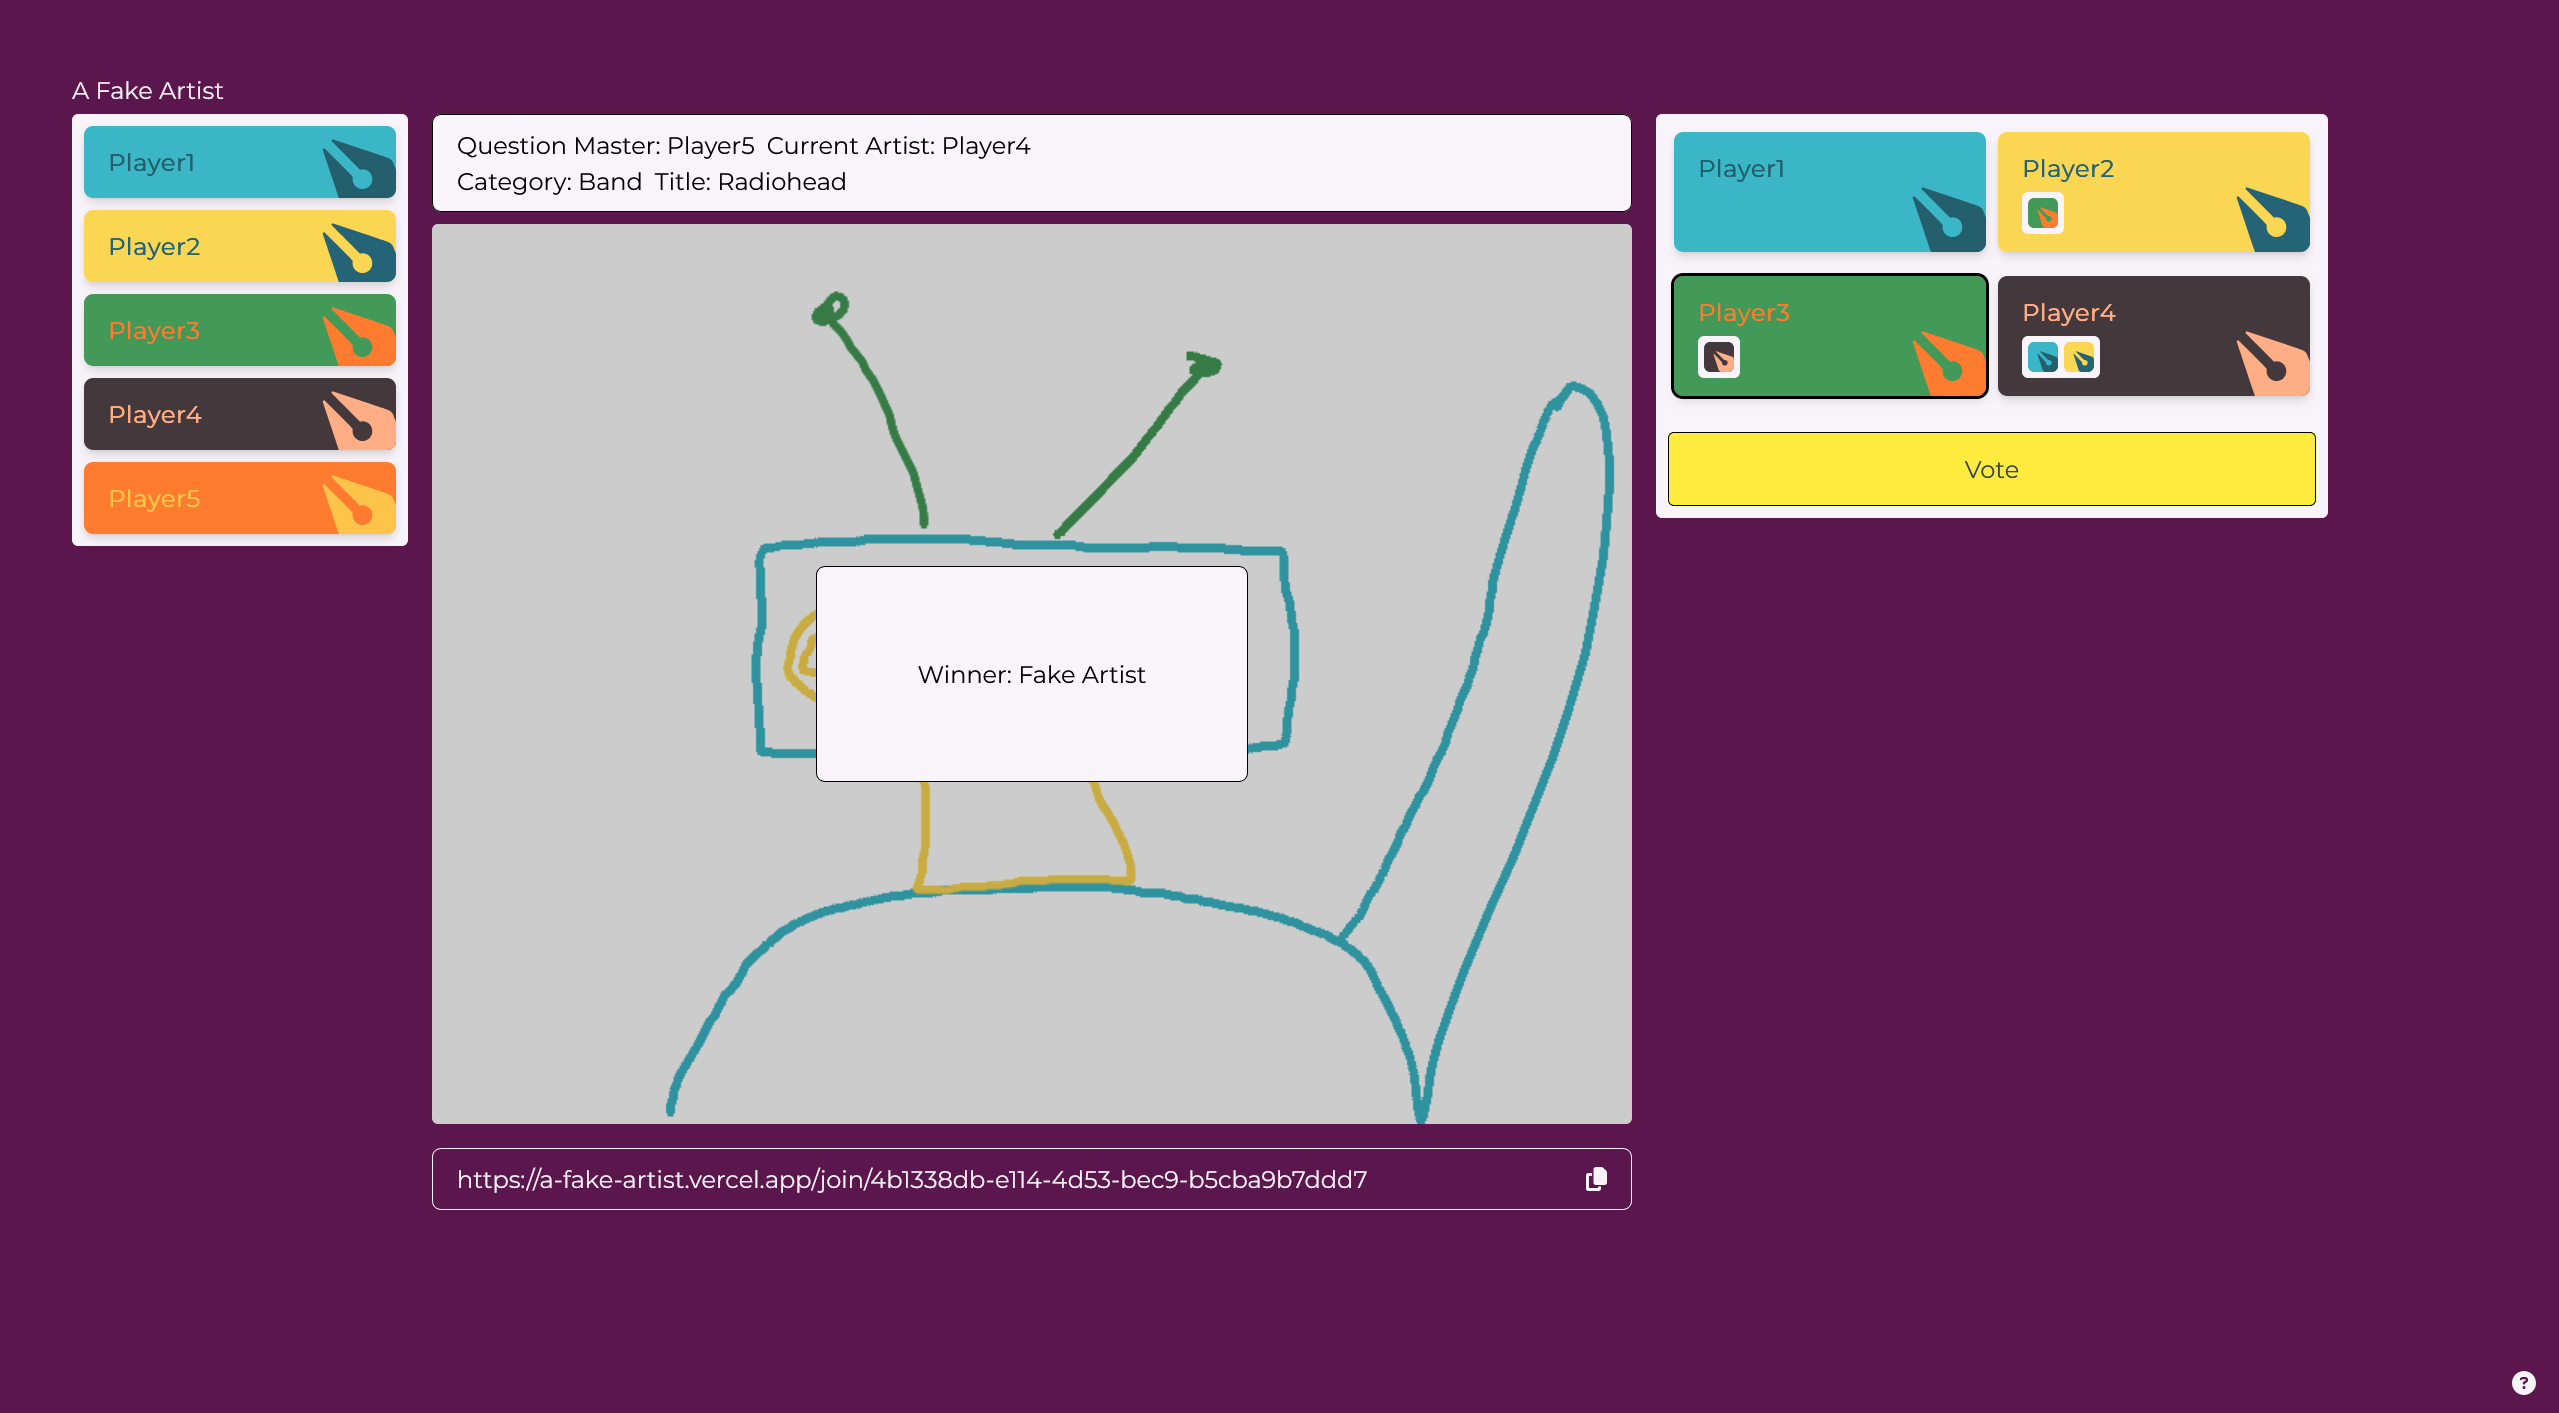 A Fake Artist
Player1
Player2
Player3
Player4
Player5
Question Master: Player5 Current Artist: Player4
Category: Band Title: Radiohead
Winner: Fake Artist
https://a-fake-artist.vercel.app/join/4b1338db-e114-4d53-bec9-b5cba9b7ddd7
Player1
Player2
Player3
Player4
Vote
?